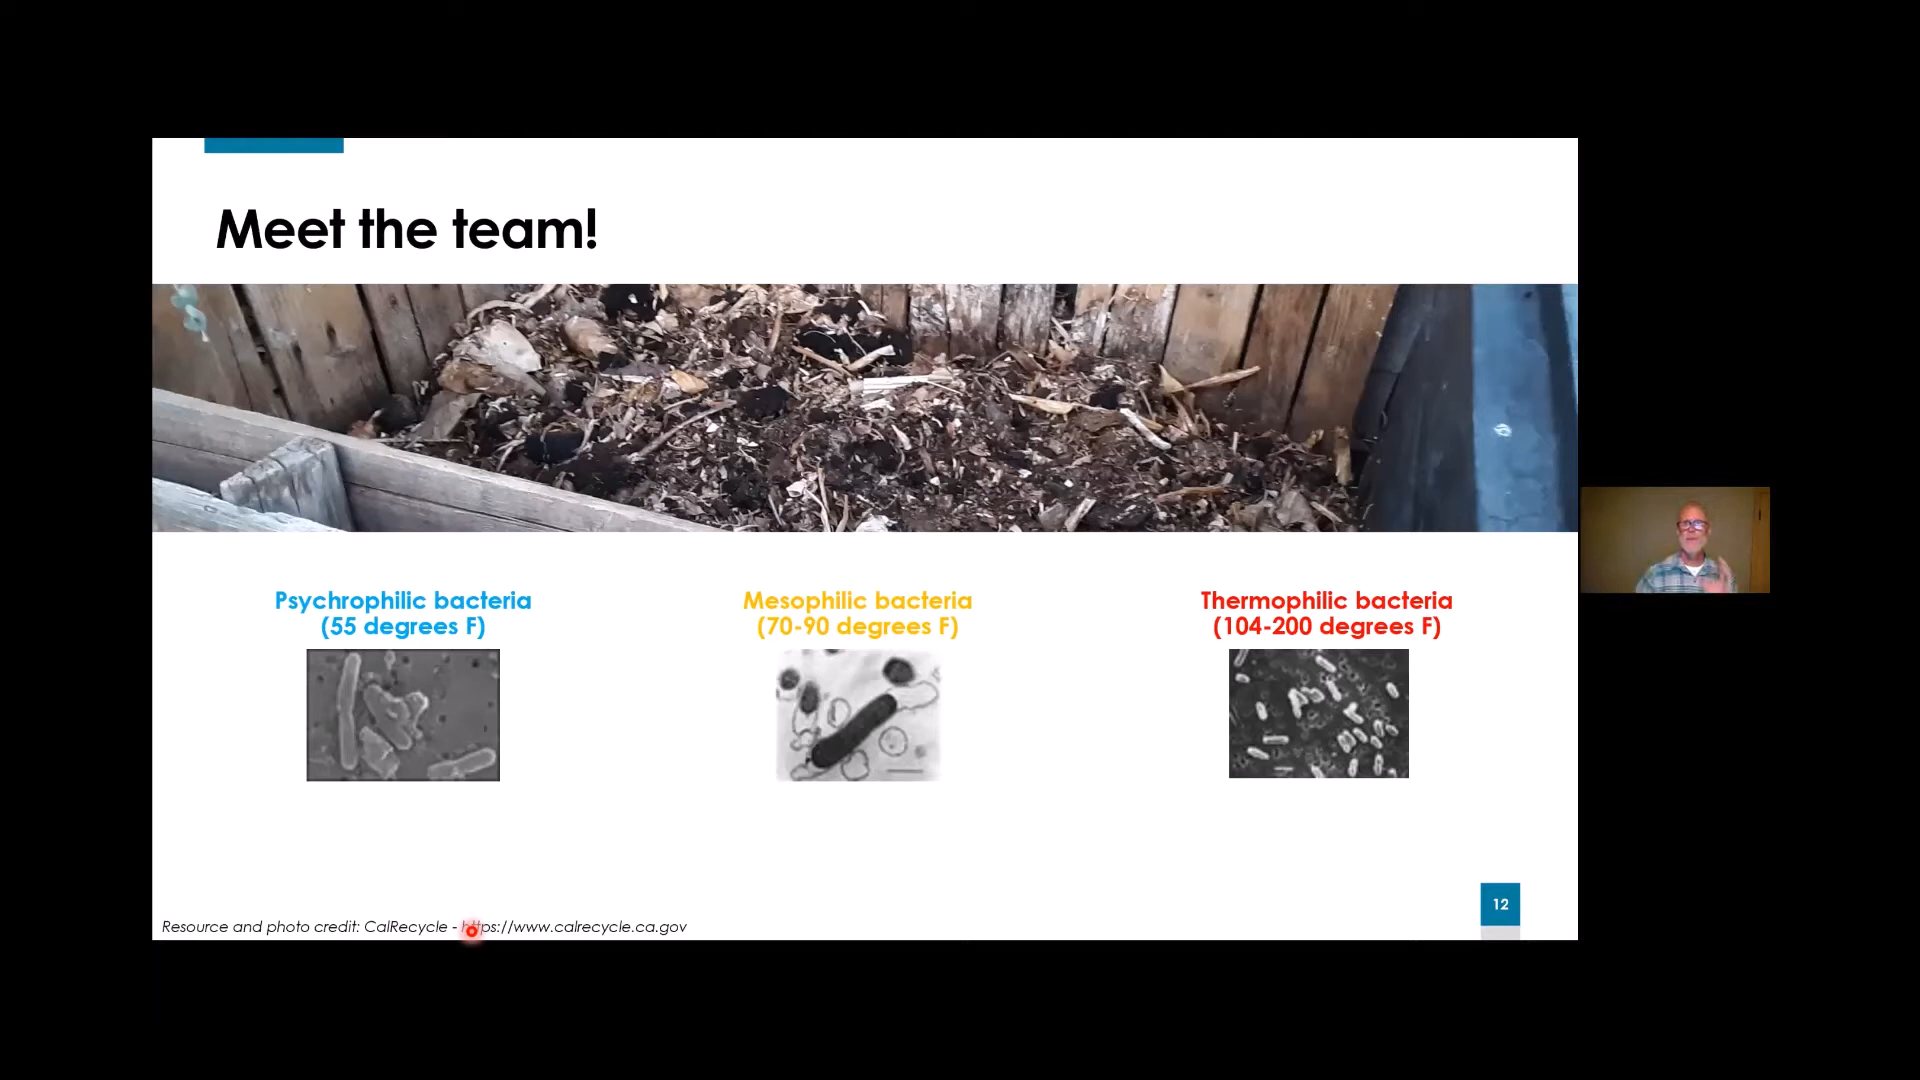 Meet the team!
Psychrophilic bacteria
(55 degrees F)
Mesophilic bacteria
(70-90 degrees F)
Thermophilic bacteria
(104-200 degrees F)
12
Resource and photo credit: CalRecycle - https://www.calrecycle.ca.gov